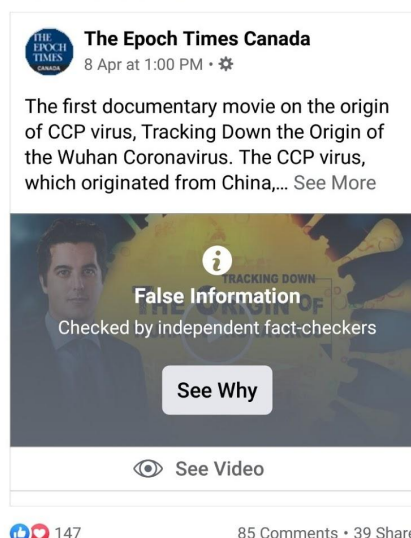 THE
EPOCH
TIMES
CANADA
The Epoch Times Canada
8 Apr at 1:00 PM •
The first documentary movie on the origin
of CCP virus, Tracking Down the Origin of
the Wuhan Coronavirus. The CCP virus,
which originated from China,... See More
TRACKING DOWN
THE ORIGIN OF
False Information
Checked by independent fact-checkers
See Why
See Video
147
85 Comments • 39 Share